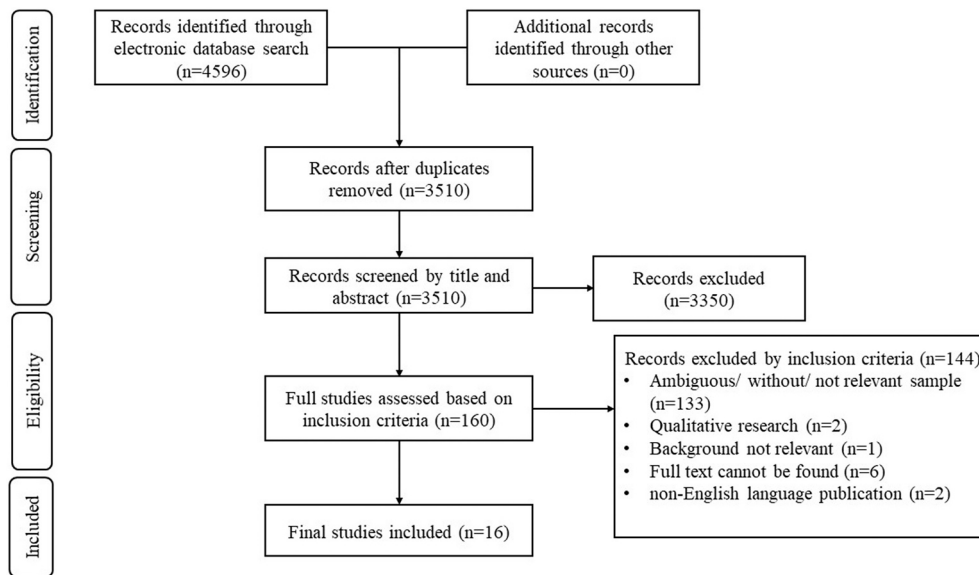 Identification
Records identified through
electronic database search
(n=4596)
Additional records
identified through other
sources (n=0)
Screening
Records after duplicates
removed (n=3510)
Records screened by title and
abstract (n=3510)
Records excluded
(n=3350)
Eligibility
Full studies assessed based on
inclusion criteria (n=160)
Records excluded by inclusion criteria (n=144)
• Ambiguous/ without/ not relevant sample
(n=133)
• Qualitative research (n=2)
• Background not relevant (n=1)
• Full text cannot be found (n=6)
• non-English language publication (n=2)
Included
Final studies included (n=16)